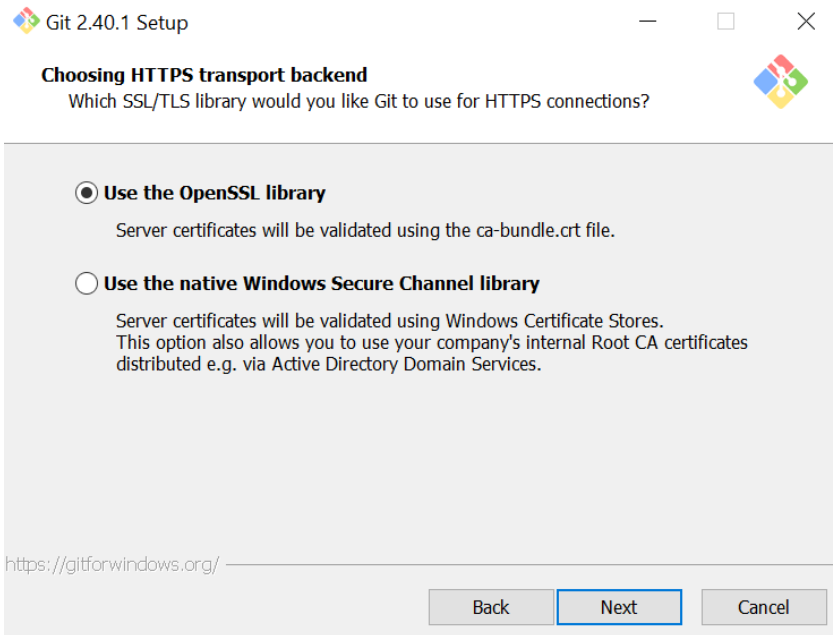 Git 2.40.1 Setup
Choosing HTTPS transport backend
Which SSL/TLS library would you like Git to use for HTTPS connections?
Use the OpenSSL library
Server certificates will be validated using the ca-bundle.crt file.
Use the native Windows Secure Channel library
Server certificates will be validated using Windows Certificate Stores.
This option also allows you to use your company's internal Root CA certificates
distributed e.g. via Active Directory Domain Services.
https://gitforwindows.org/
Back Next Cancel